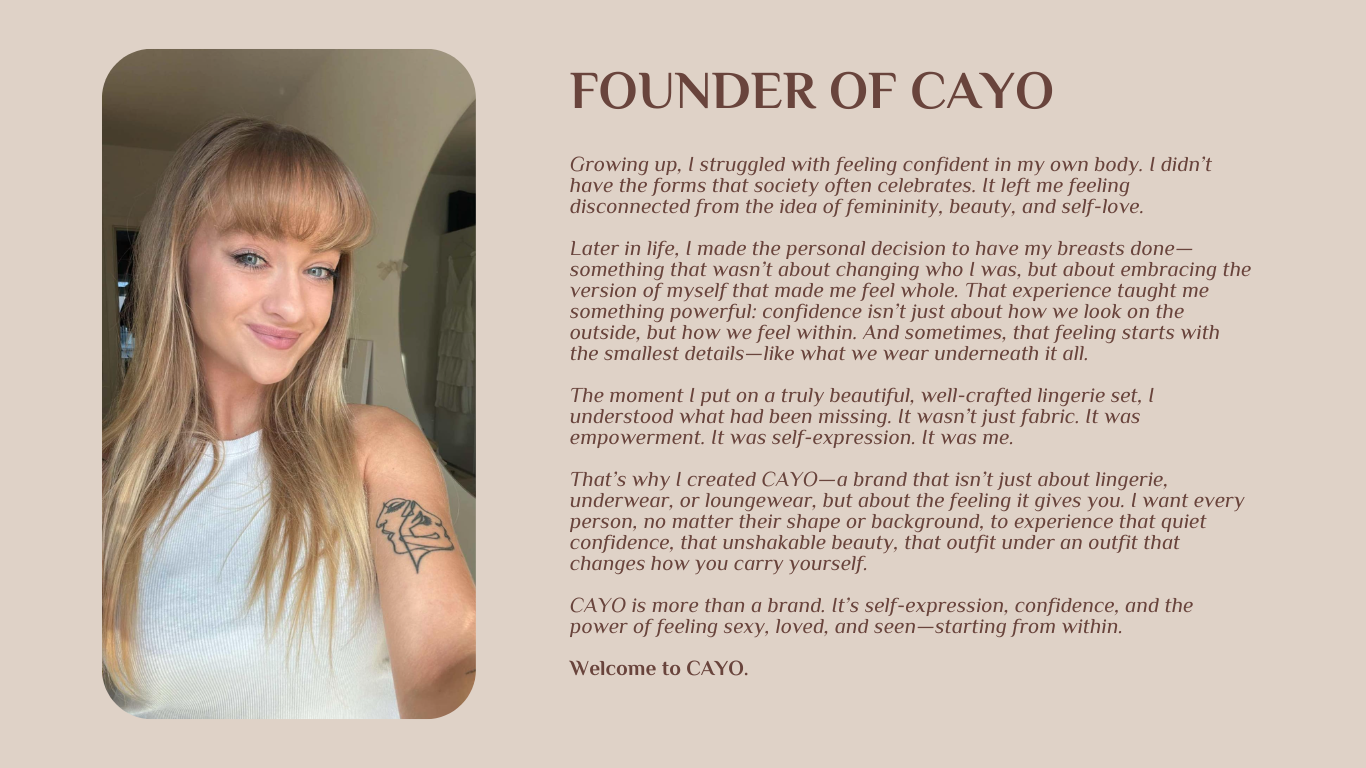 FOUNDER OF CAYO
Growing up, I struggled with feeling confident in my own body. I didn’t
have the forms that society often celebrates. It left me feeling
disconnected from the idea of femininity, beauty, and self-love.
Later in life, I made the personal decision to have my breasts done—
something that wasn’t about changing who I was, but about embracing the
version of myself that made me feel whole. That experience taught me
something powerful: confidence isn’t just about how we look on the
outside, but how we feel within. And sometimes, that feeling starts with
the smallest details—like what we wear underneath it all.
The moment I put on a truly beautiful, well-crafted lingerie set, I
understood what had been missing. It wasn’t just fabric. It was
empowerment. It was self-expression. It was me.
That’s why I created CAYO—a brand that isn’t just about lingerie,
underwear, or loungewear, but about the feeling it gives you. I want every
person, no matter their shape or background, to experience that quiet
confidence, that unshakable beauty, that outfit under an outfit that
changes how you carry yourself.
CAYO is more than a brand. It’s self-expression, confidence, and the
power of feeling sexy, loved, and seen—starting from within.
Welcome to CAYO.